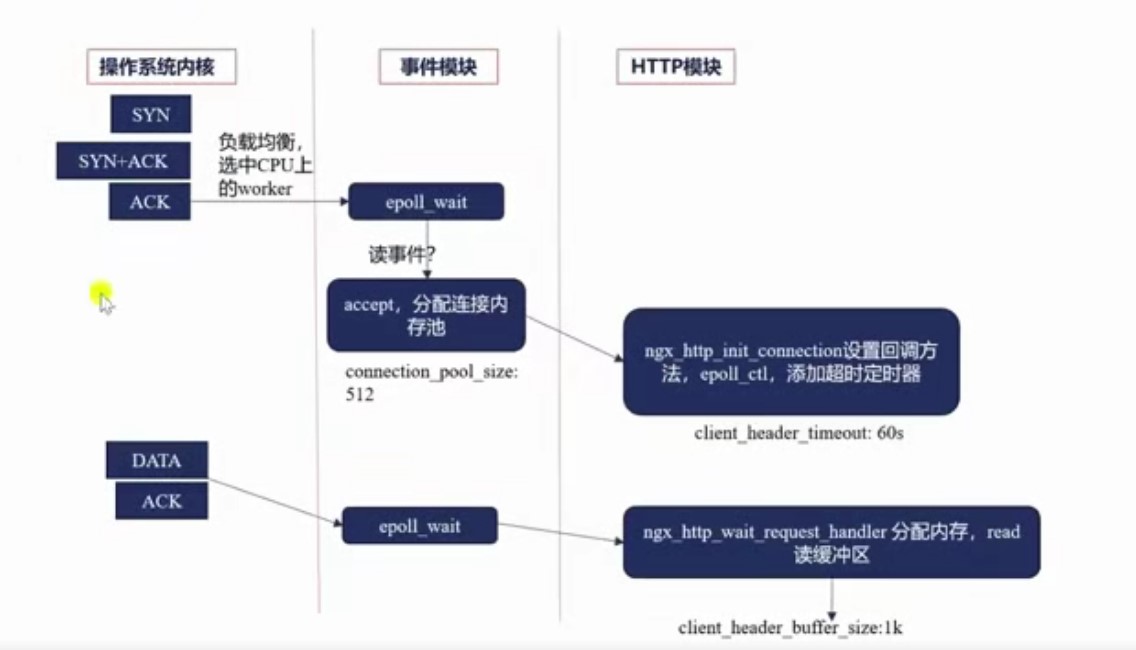 操作系统内核
事件模块
HTTP模块
SYN
SYN+ACK
ACK
负载均衡，
选中CPU上
的worker
epoll_wait
读事件?
accept，分配连接内
存池
connection_pool_size:
512
ngx_http_init_connection设置回调方
法，epoll_ctl，添加超时定时器
client_header_timeout: 60s
DATA
ACK
epoll_wait
ngx_http_wait_request_handler 分配内存，read
读缓冲区
client_header_buffer_size:1k